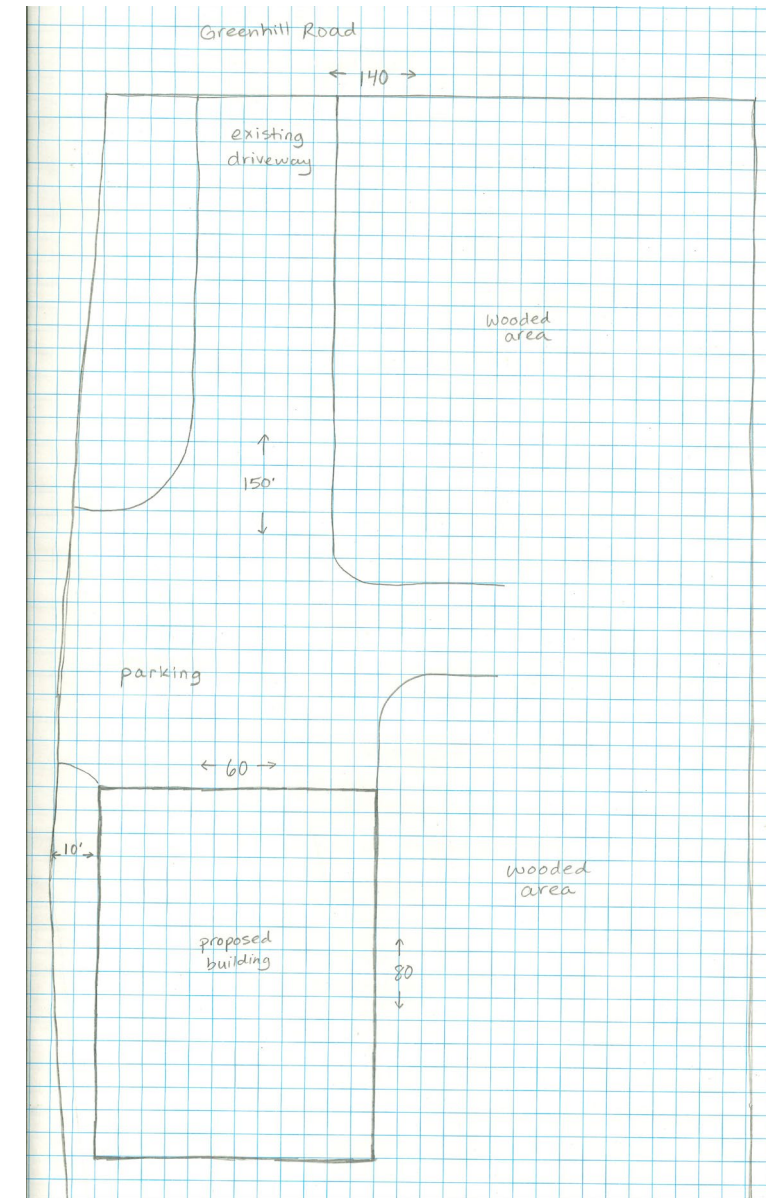 Greenhill Road
140
existing
driveway
wooded
area
150'
parking
60
10'
wooded
area
proposed
building
80